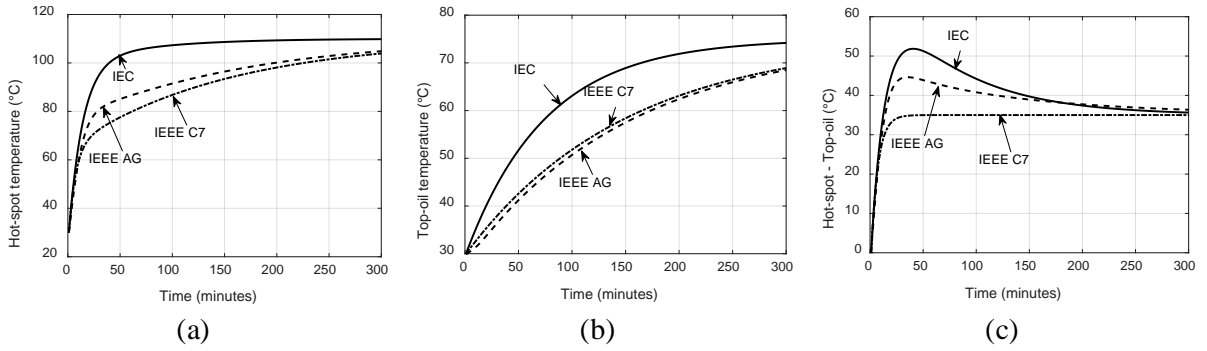 Hot-spot temperature (°C)
120
100
80
60
40
20
0
50
100
150
200
250
300
Time (minutes)
IEC
IEEE C7
IEEE AG
(a)
Top-oil temperature (°C)
80
70
60
50
40
30
0
50
100
150
200
250
300
Time (minutes)
IEC
IEEE C7
IEEE AG
(b)
Hot-spot - Top-oil (°C)
60
50
40
30
20
10
0
0
50
100
150
200
250
300
Time (minutes)
IEC
IEEE AG
IEEE C7
(c)